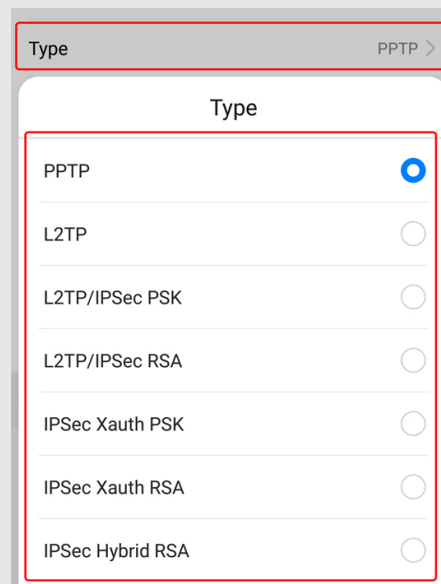 Type PPTP
Type
PPTP
L2TP
L2TP/IPSec PSK
L2TP/IPSec RSA
IPSec Xauth PSK
IPSec Xauth RSA
IPSec Hybrid RSA